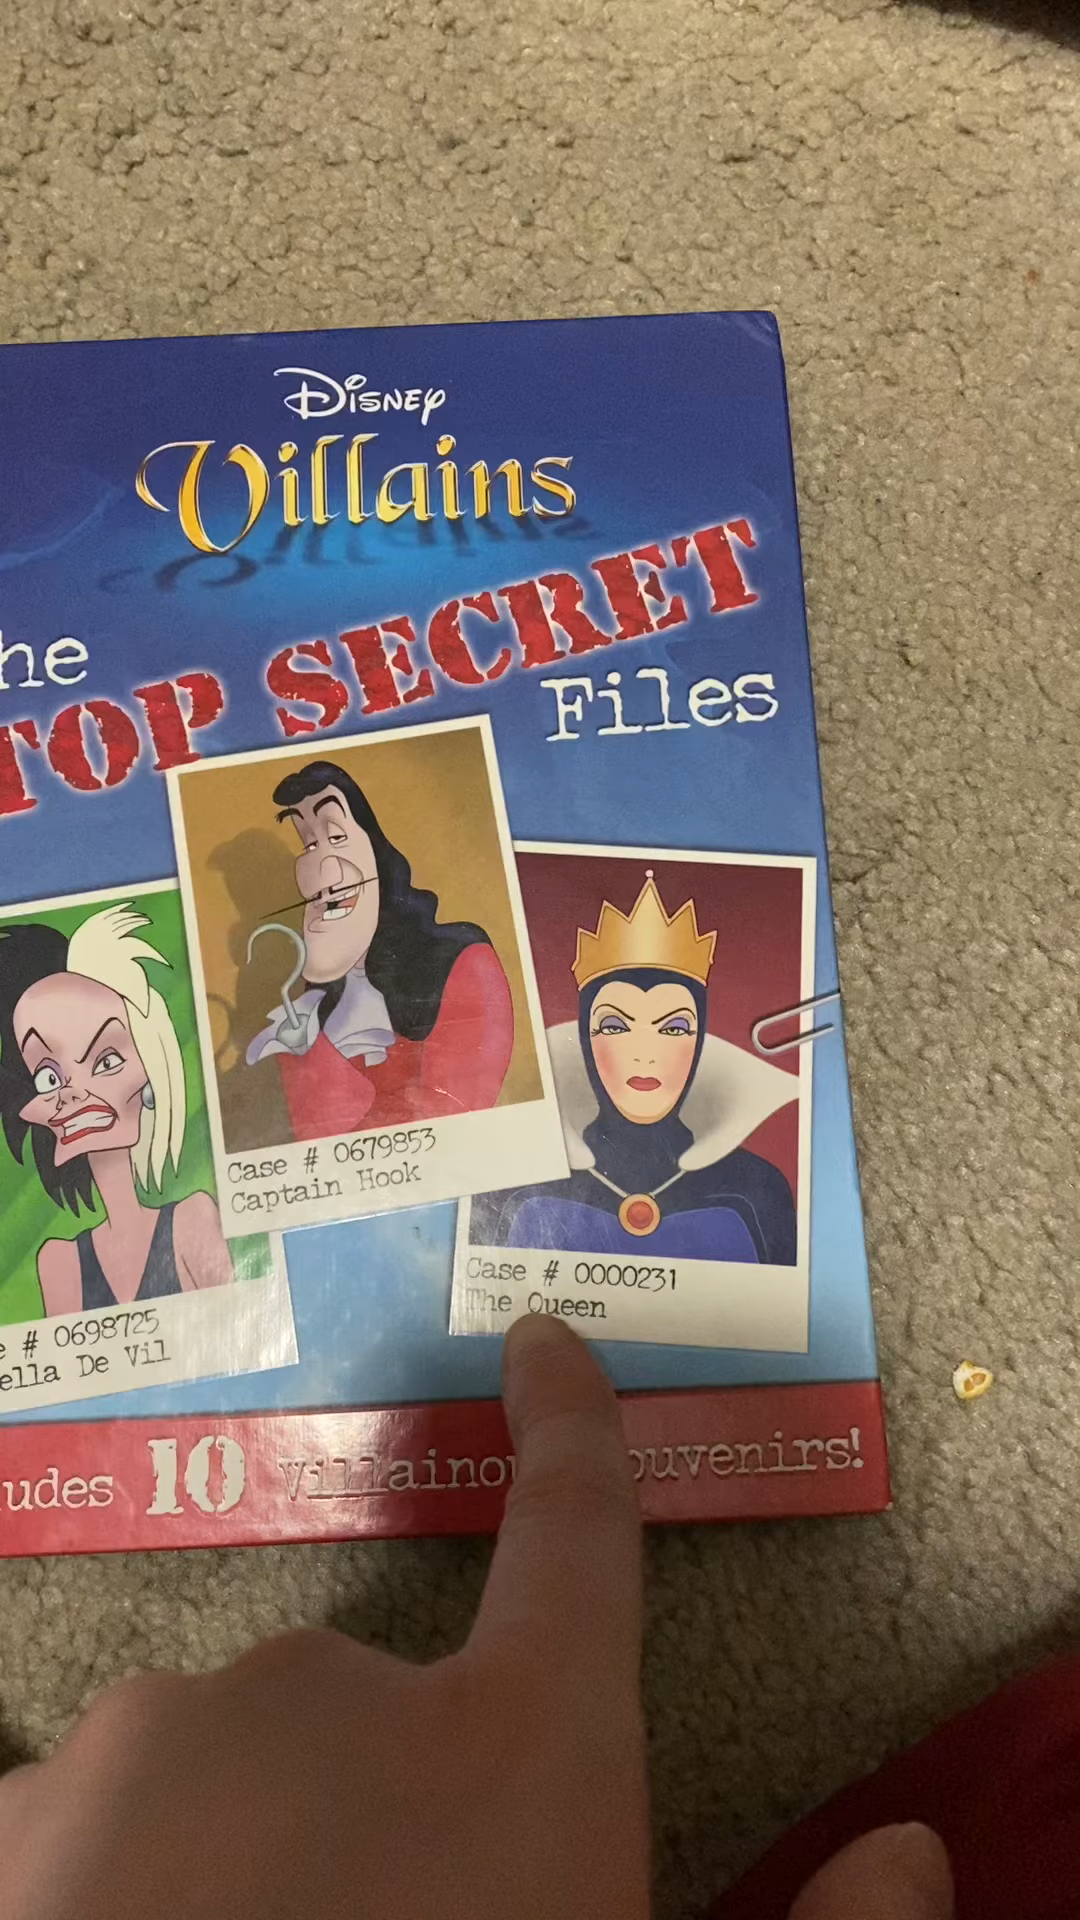 Disney
Villains
he
TOP SECRET
Files
Case # 0679853
Captain Hook
Case # 0000231
The Queen
e # 0698725
ella De Vil
udes 10 villainou ouvenirs!